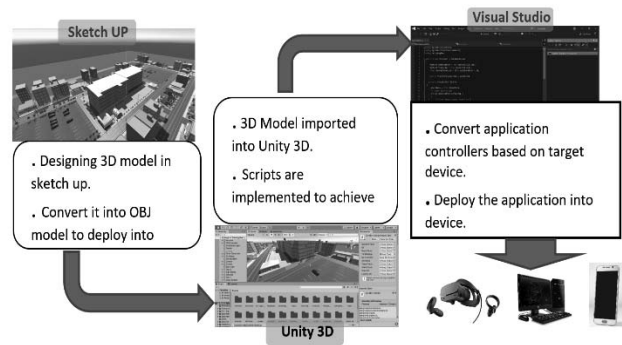 Sketch UP
. Designing 3D model in
sketch up.
. Convert it into OBJ
model to deploy into
. 3D Model imported
into Unity 3D.
. Scripts are
implemented to achieve
Unity 3D
Visual Studio
. Convert application
controllers based on target
device.
. Deploy the application into
device.